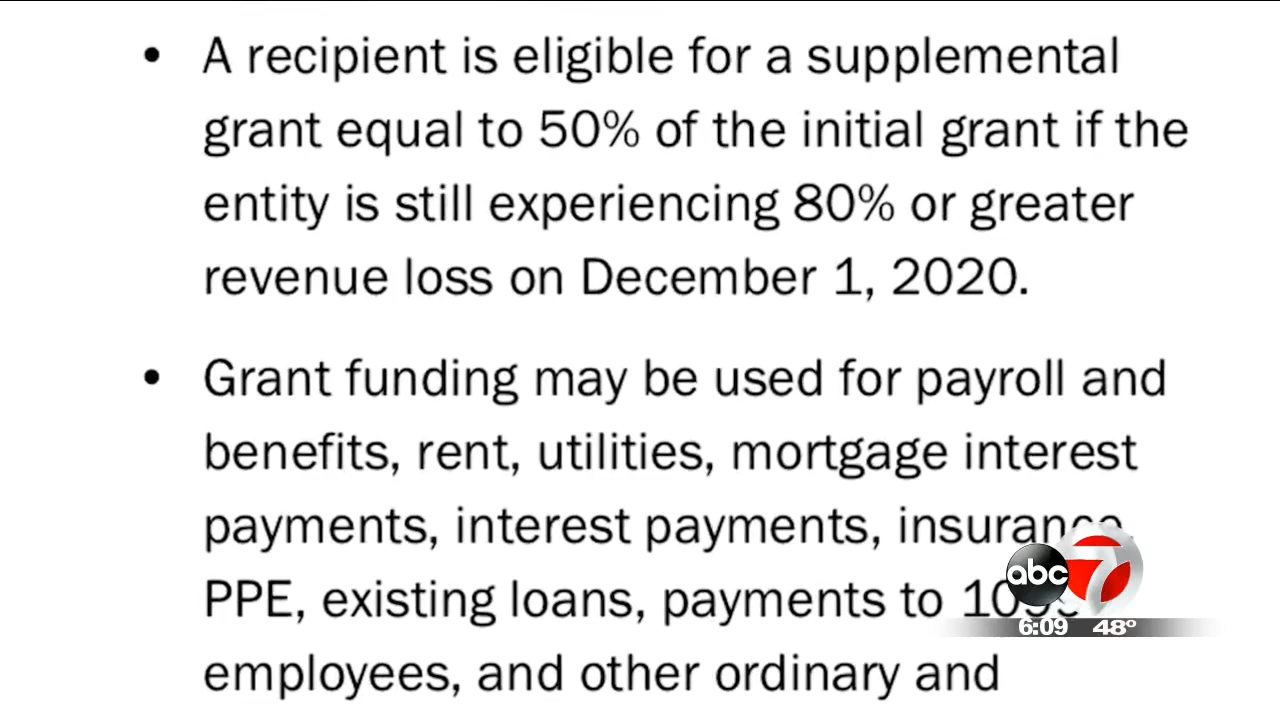 • A recipient is eligible for a supplemental
grant equal to 50% of the initial grant if the
entity is still experiencing 80% or greater
revenue loss on December 1, 2020.
• Grant funding may be used for payroll and
benefits, rent, utilities, mortgage interest
payments, interest payments, insurance,
PPE, existing loans, payments to 1099
employees, and other ordinary and
abc 7
6:09 48°